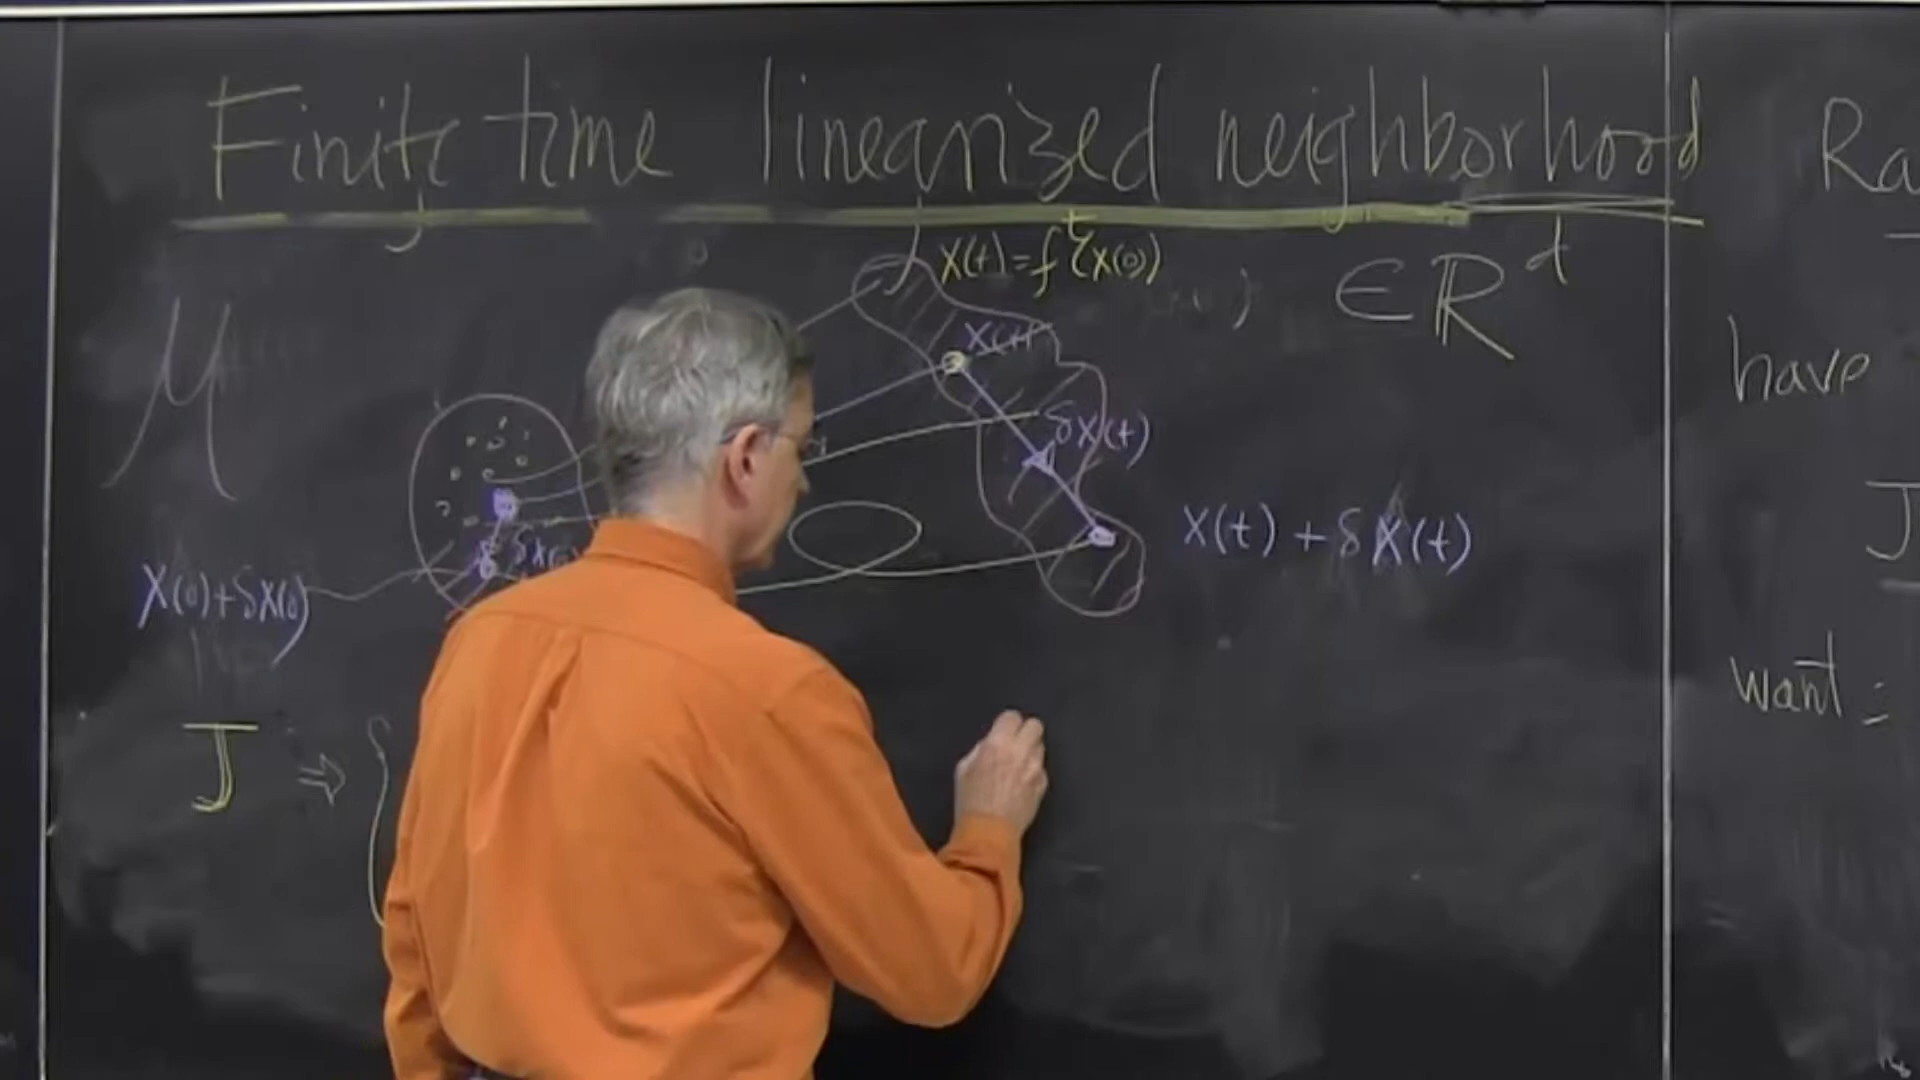 Finite time linearized neighborhood
X(t) = f^t(X(0))
∈ R^d
M
X(t)
δX(t)
X(t) + δX(t)
X(0)+δX(0)
J ⇒ {
Ra
have
J
want =